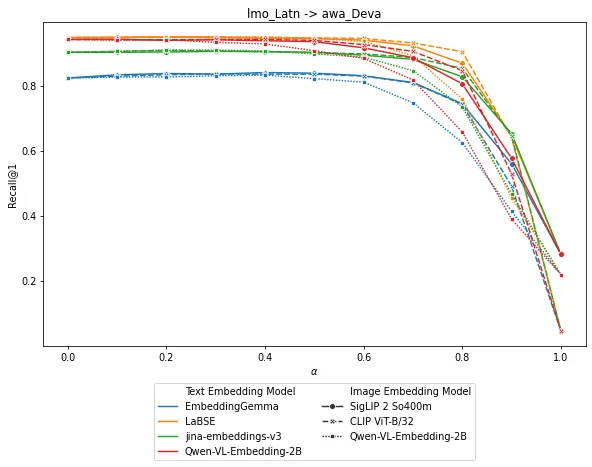 lmo_Latn -> awa_Deva
Recall@1
0.8
0.6
0.4
0.2
0.0 0.2 0.4 0.6 0.8 1.0
α
Text Embedding Model
EmbeddingGemma
LaBSE
jina-embeddings-v3
Qwen-VL-Embedding-2B
Image Embedding Model
SigLIP 2 So400m
CLIP ViT-B/32
Qwen-VL-Embedding-2B